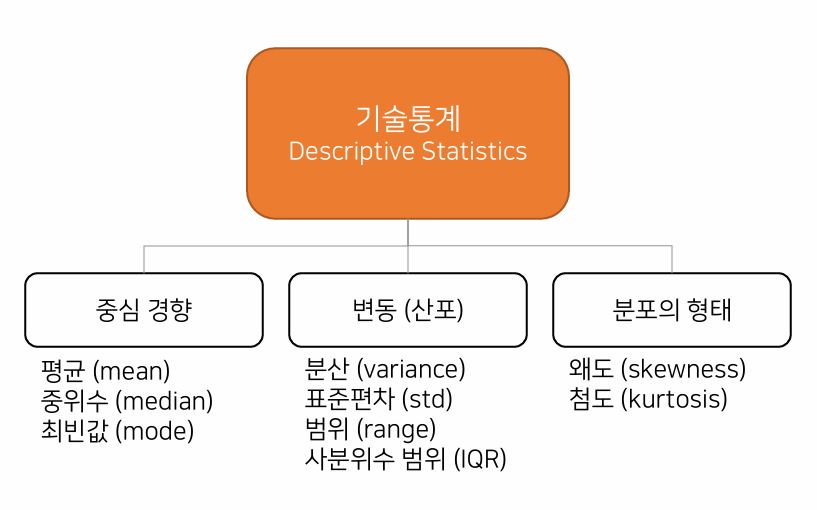 기술통계
Descriptive Statistics
중심 경향
평균 (mean)
중위수 (median)
최빈값 (mode)
변동 (산포)
분산 (variance)
표준편차 (std)
범위 (range)
사분위수 범위 (IQR)
분포의 형태
왜도 (skewness)
첨도 (kurtosis)